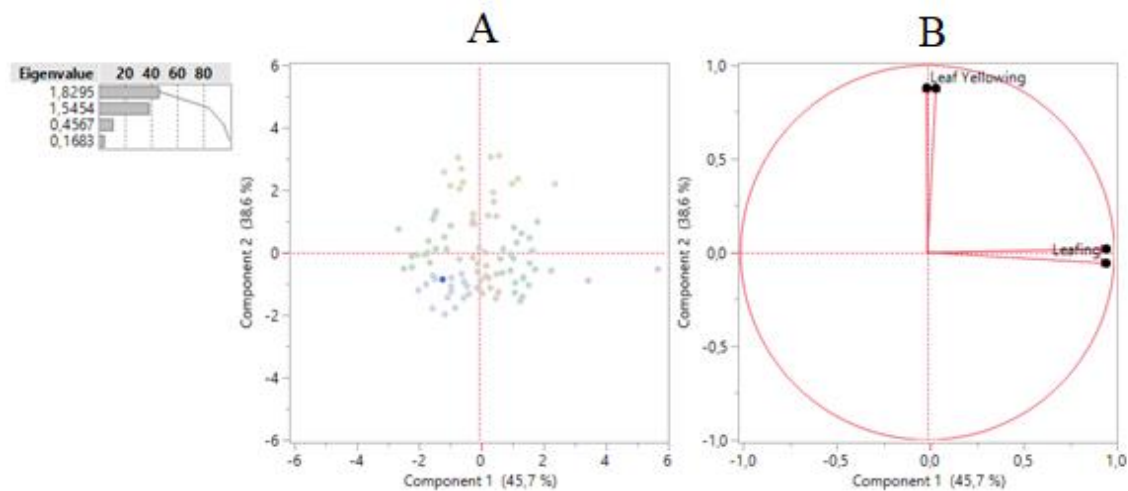 A
B
Eigenvalue 20 40 60 80
1,8295
1,5454
0,4567
0,1683
Component 2 (38,6 %)
6
4
2
0
-2
-4
-6
-6 -4 -2 0 2 4 6
Component 1 (45,7 %)
Component 2 (38,6 %)
1,0
0,5
0,0
-0,5
-1,0
Leaf Yellowing
Leafing
-1,0 -0,5 0,0 0,5 1,0
Component 1 (45,7 %)